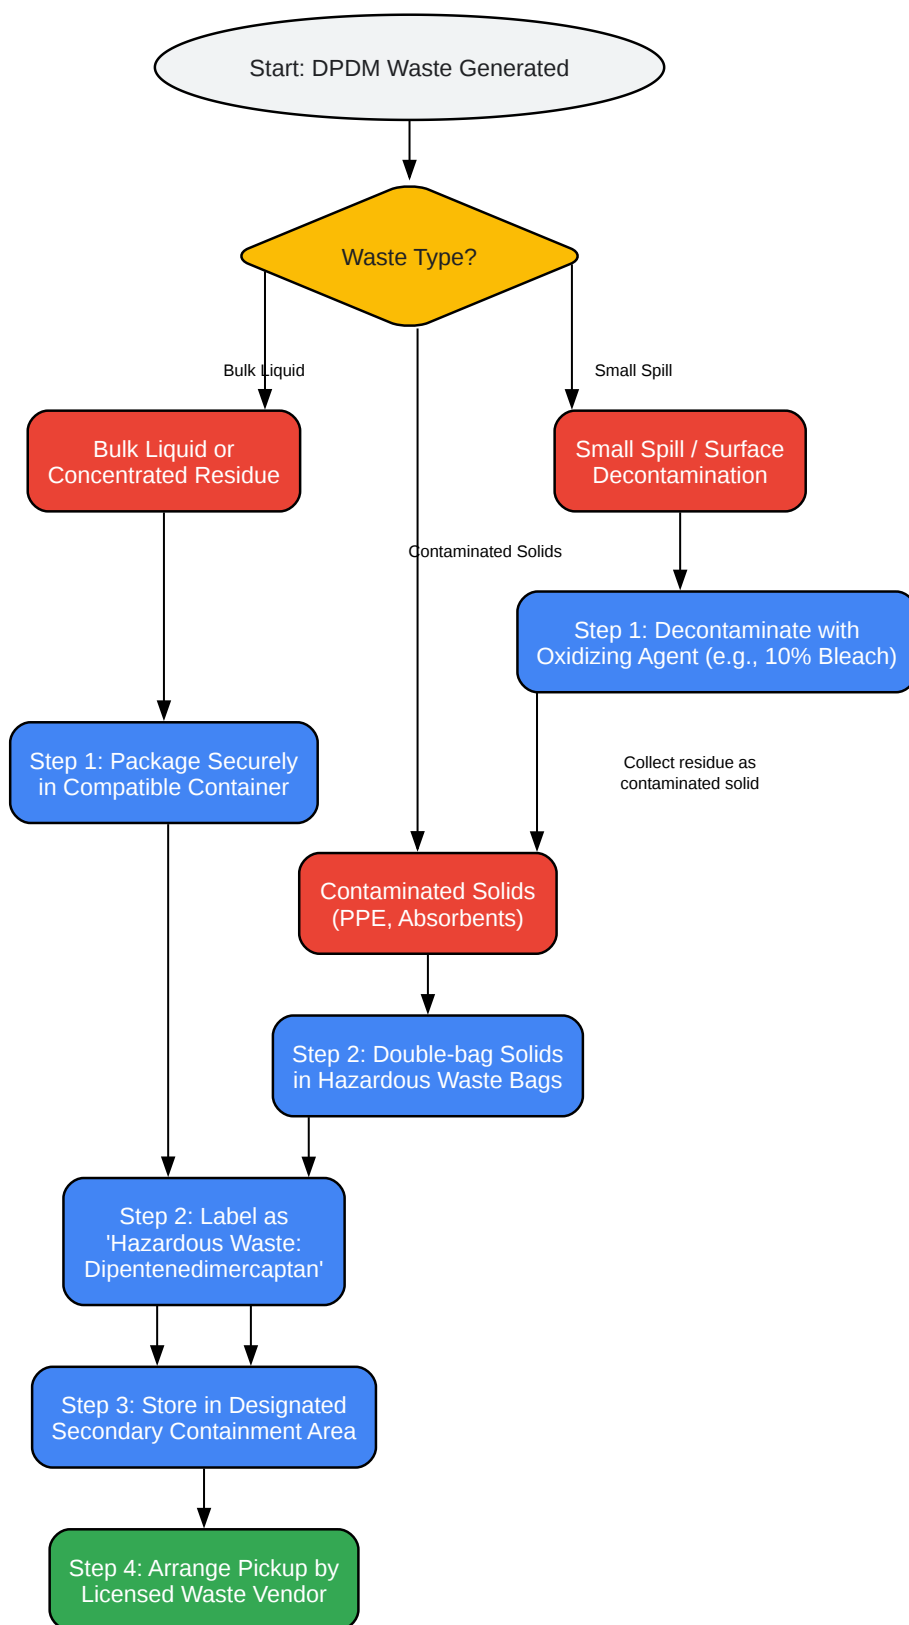 Start: DPDM Waste Generated
Waste Type?
Bulk Liquid
Small Spill
Bulk Liquid or
Concentrated Residue
Small Spill / Surface
Decontamination
Contaminated Solids
Step 1: Decontaminate with
Oxidizing Agent (e.g., 10% Bleach)
Step 1: Package Securely
in Compatible Container
Collect residue as
contaminated solid
Contaminated Solids
(PPE, Absorbents)
Step 2: Double-bag Solids
in Hazardous Waste Bags
Step 2: Label as
'Hazardous Waste:
Dipentenedimercaptan'
Step 3: Store in Designated
Secondary Containment Area
Step 4: Arrange Pickup by
Licensed Waste Vendor